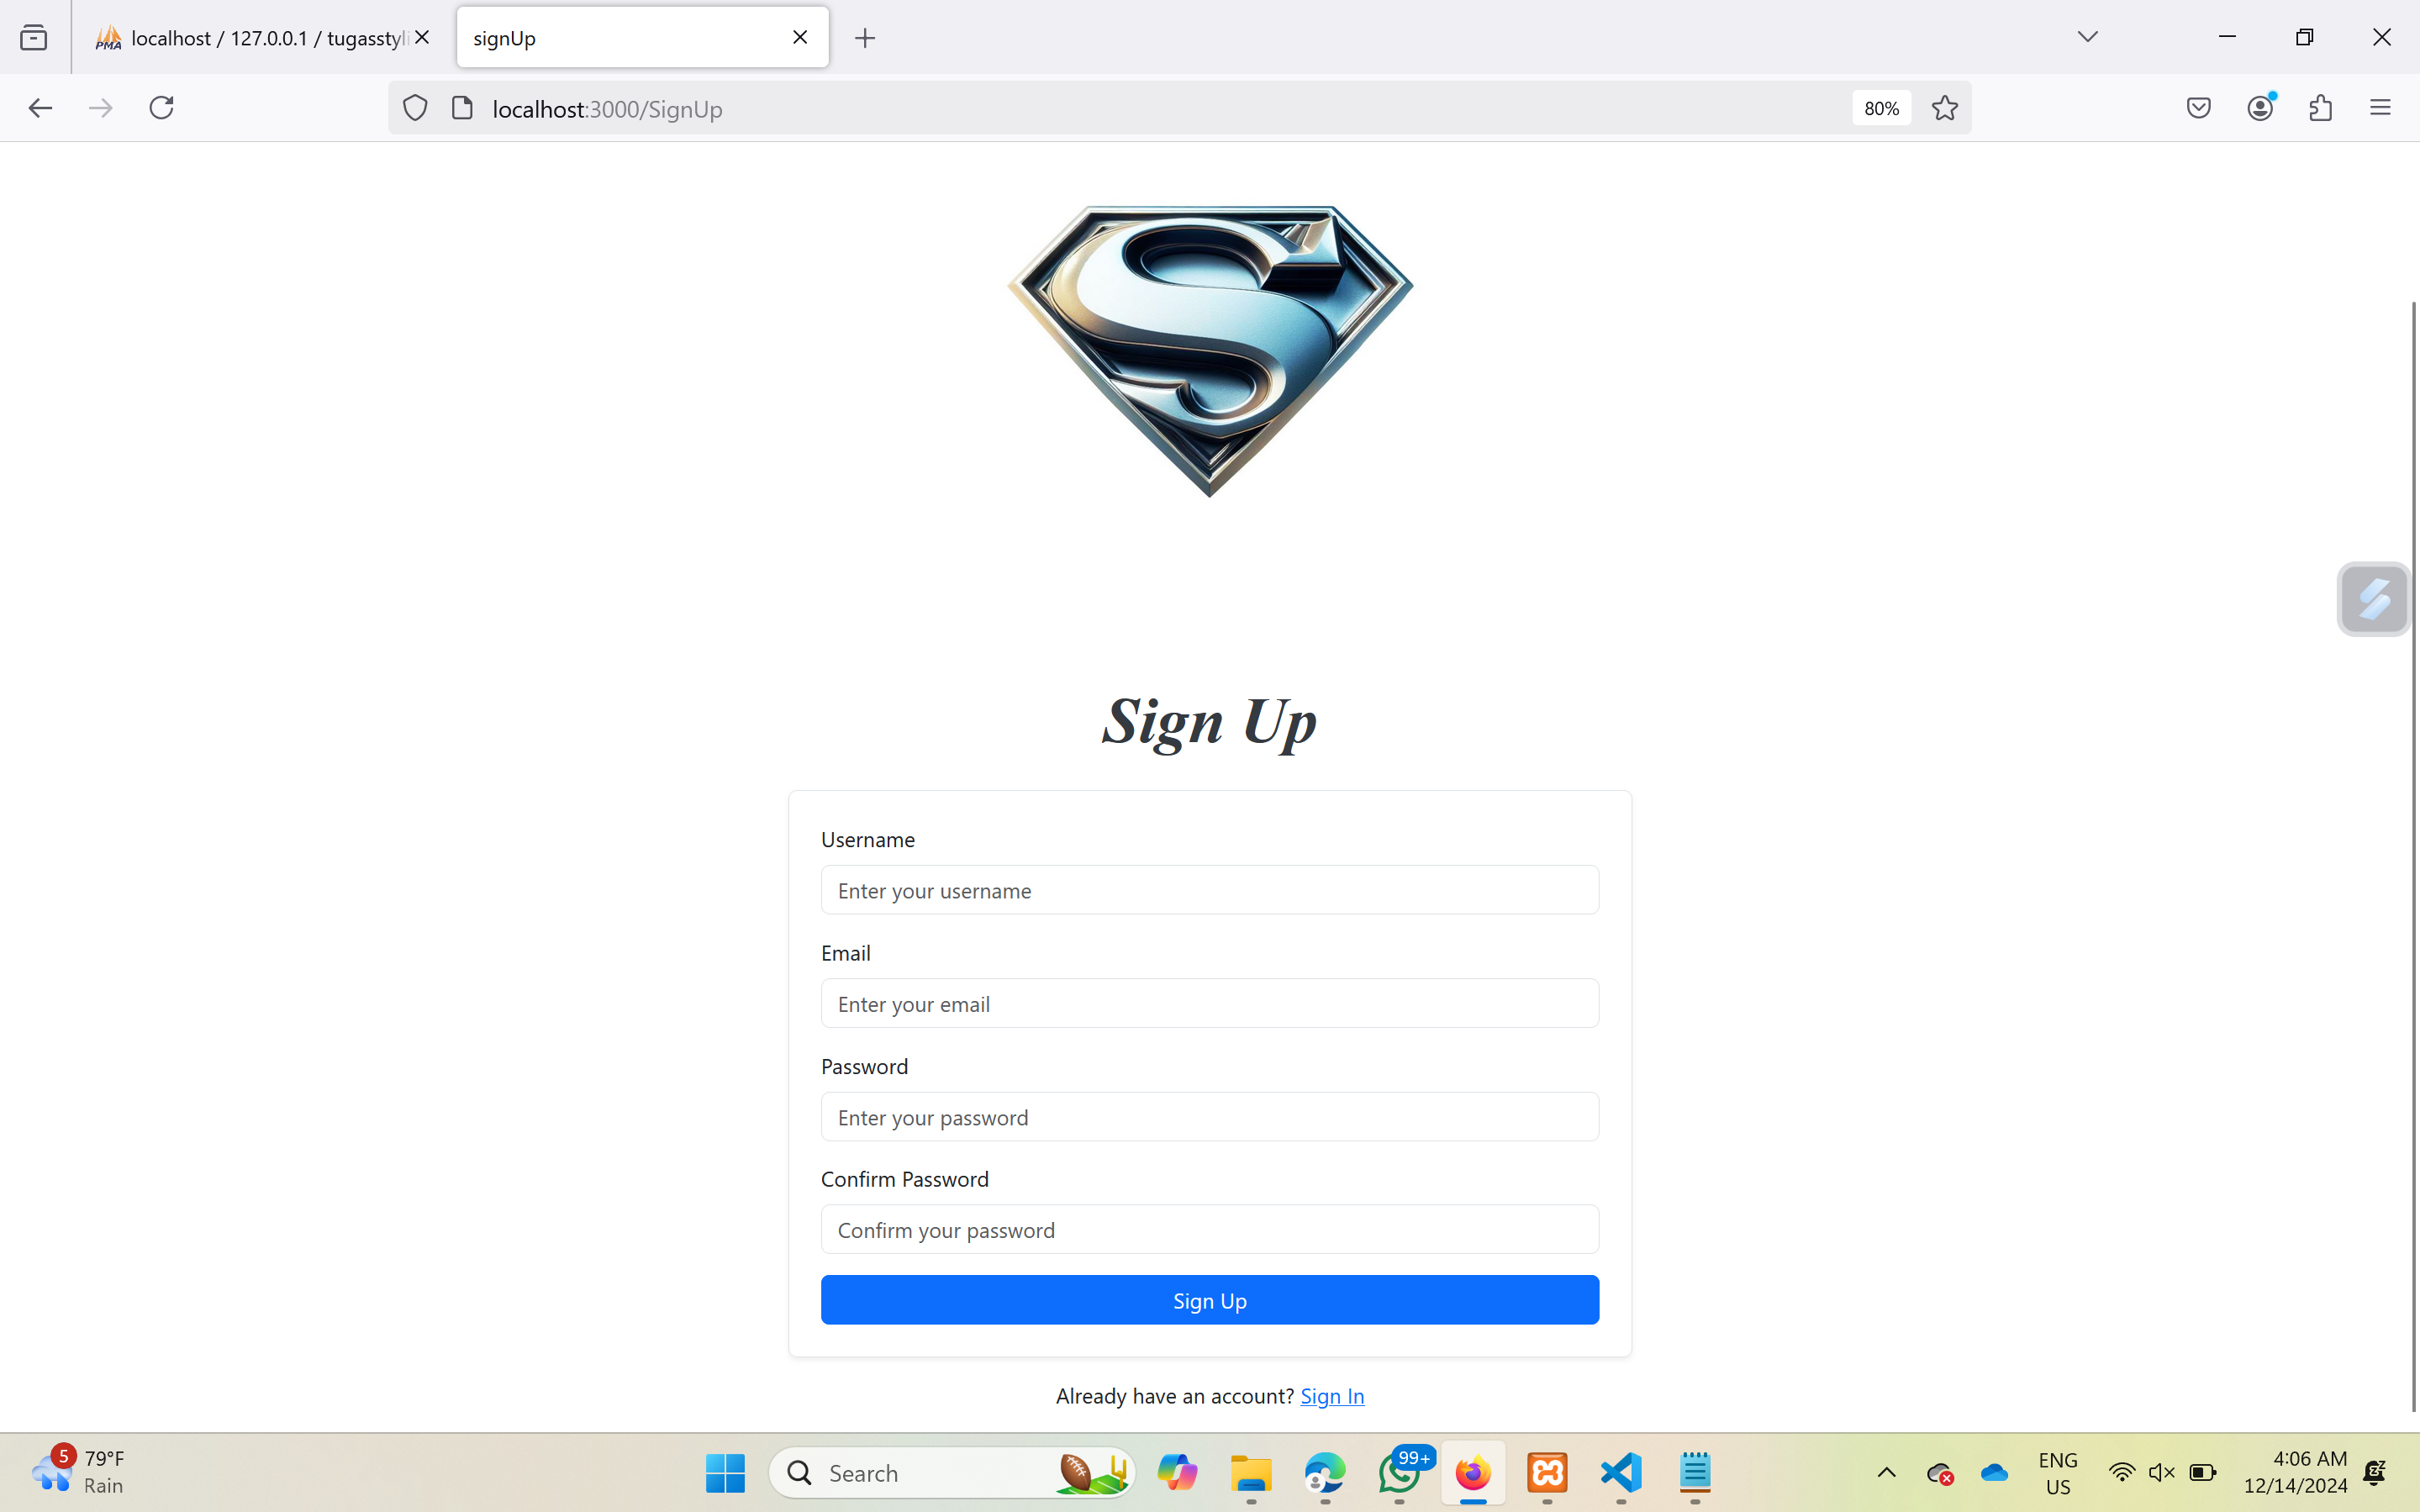 PMA localhost / 127.0.0.1 / tugasstyli
signUp
localhost:3000/SignUp
80%
S
Sign Up
Username
Enter your username
Email
Enter your email
Password
Enter your password
Confirm Password
Confirm your password
Sign Up
Already have an account? Sign In
5
79°F
Rain
Search
99+
ENG
US
4:06 AM
12/14/2024